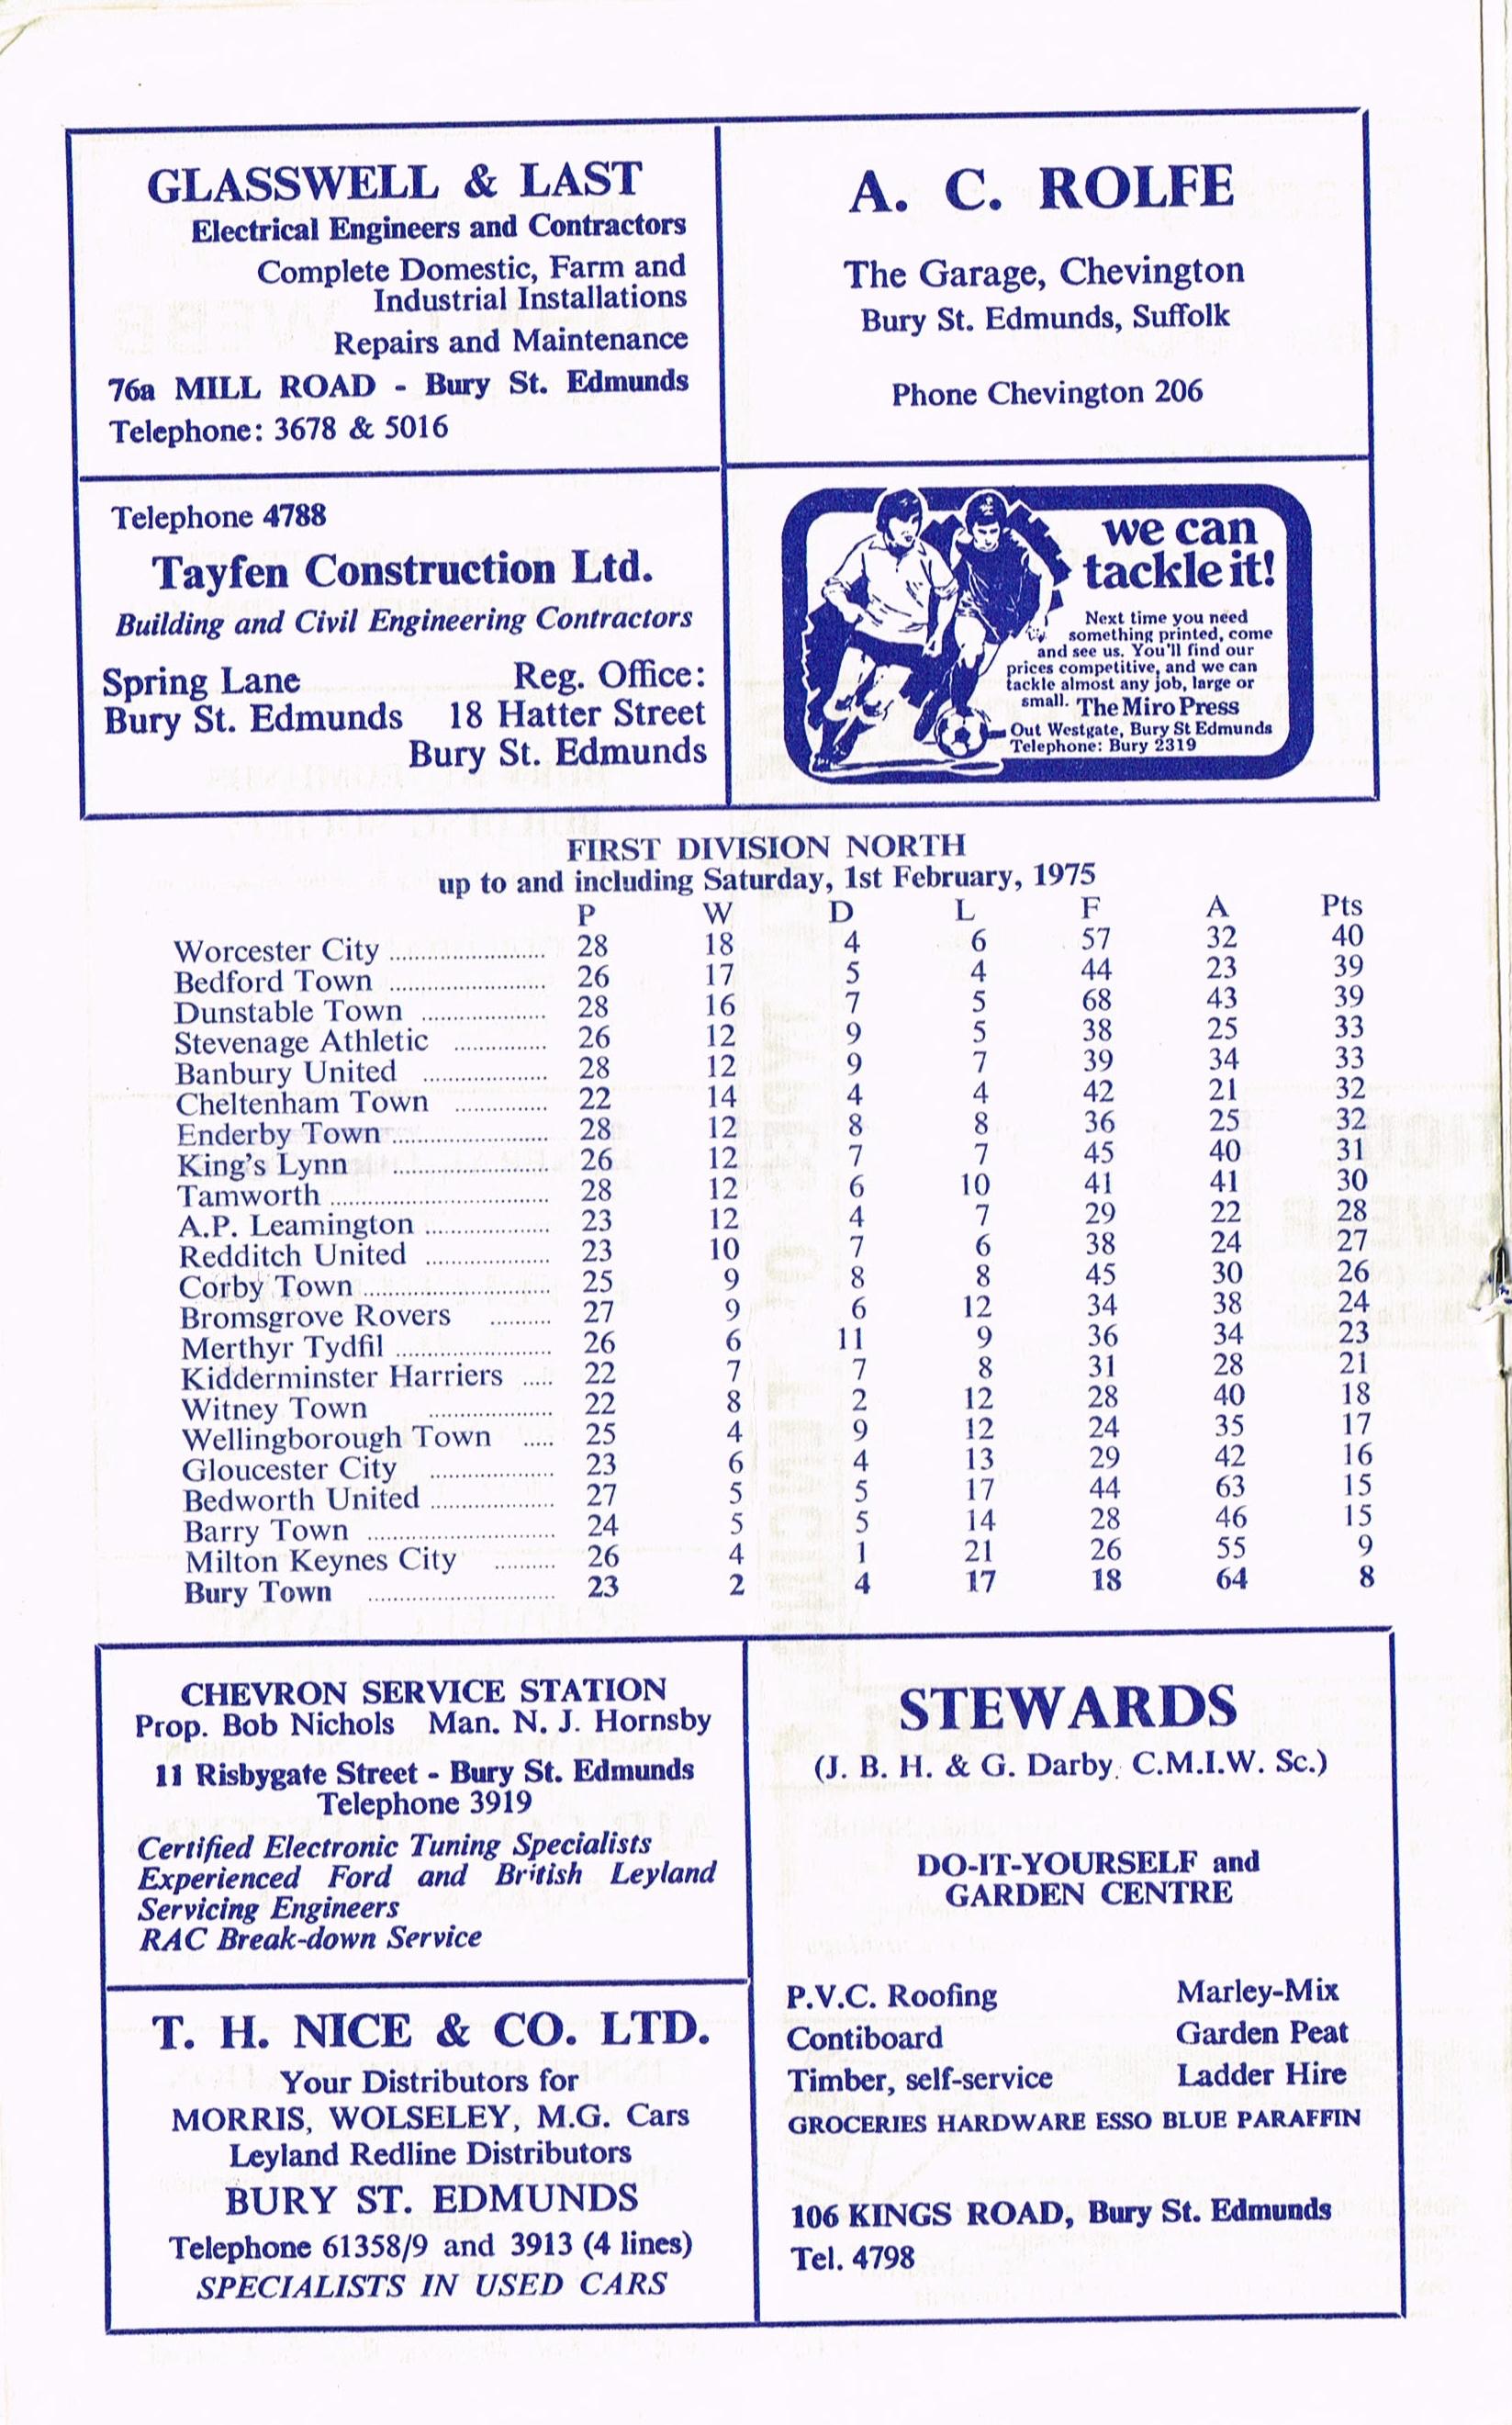 GLASSWELL & LAST
Electrical Engineers and Contractors
Complete Domestic, Farm and
Industrial Installations
Repairs and Maintenance
76a MILL ROAD - Bury St. Edmunds
Telephone: 3678 & 5016
A. C. ROLFE
The Garage, Chevington
Bury St. Edmunds, Suffolk
Phone Chevington 206
Telephone 4788
Tayfen Construction Ltd.
Building and Civil Engineering Contractors
Spring Lane Reg. Office:
Bury St. Edmunds 18 Hatter Street
Bury St. Edmunds
we can
tackle it!
Next time you need
something printed, come
and see us. You'll find our
prices competitive, and we can
tackle almost any job, large or
small. The Miro Press
Out Westgate, Bury St Edmunds
Telephone: Bury 2319
FIRST DIVISION NORTH
up to and including Saturday, 1st February, 1975
P W D L F A Pts
Worcester City 28 18 4 6 57 32 40
Bedford Town 26 17 5 4 44 23 39
Dunstable Town 28 16 7 5 68 43 39
Stevenage Athletic 26 12 9 5 38 25 33
Banbury United 28 12 9 7 39 34 33
Cheltenham Town 22 14 4 4 42 21 32
Enderby Town 28 12 8 8 36 25 32
King's Lynn 26 12 7 7 45 40 31
Tamworth 28 12 6 10 41 41 30
A.P. Leamington 23 12 4 7 29 22 28
Redditch United 23 10 7 6 38 24 27
Corby Town 25 9 8 8 45 30 26
Bromsgrove Rovers 27 9 6 12 34 38 24
Merthyr Tydfil 26 6 11 9 36 34 23
Kidderminster Harriers 22 7 7 8 31 28 21
Witney Town 22 8 2 12 28 40 18
Wellingborough Town 25 4 9 12 24 35 17
Gloucester City 23 6 4 13 29 42 16
Bedworth United 27 5 5 17 44 63 15
Barry Town 24 5 5 14 28 46 15
Milton Keynes City 26 4 1 21 26 55 9
Bury Town 23 2 4 17 18 64 8
CHEVRON SERVICE STATION
Prop. Bob Nichols Man. N. J. Hornsby
11 Risbygate Street - Bury St. Edmunds
Telephone 3919
Certified Electronic Tuning Specialists
Experienced Ford and British Leyland
Servicing Engineers
RAC Break-down Service
T. H. NICE & CO. LTD.
Your Distributors for
MORRIS, WOLSELEY, M.G. Cars
Leyland Redline Distributors
BURY ST. EDMUNDS
Telephone 61358/9 and 3913 (4 lines)
SPECIALISTS IN USED CARS
STEWARDS
(J. B. H. & G. Darby. C.M.I.W. Sc.)
DO-IT-YOURSELF and
GARDEN CENTRE
P.V.C. Roofing Marley-Mix
Contiboard Garden Peat
Timber, self-service Ladder Hire
GROCERIES HARDWARE ESSO BLUE PARAFFIN
106 KINGS ROAD, Bury St. Edmunds
Tel. 4798